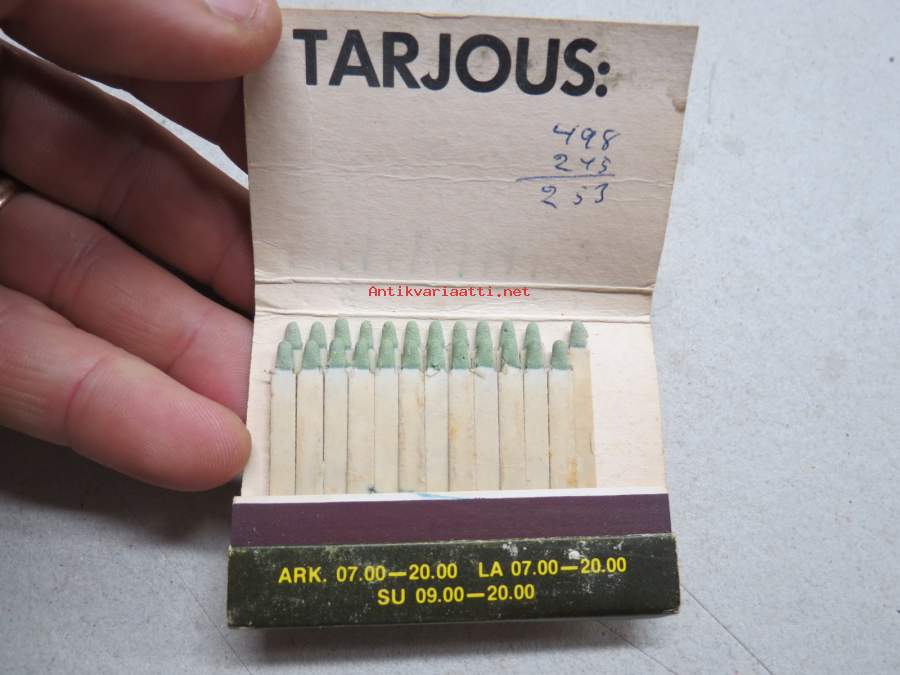 TARJOUS:
498
245
253
Antikvariaatti.net
ARK. 07.00—20.00 LA 07.00—20.00
SU 09.00—20.00